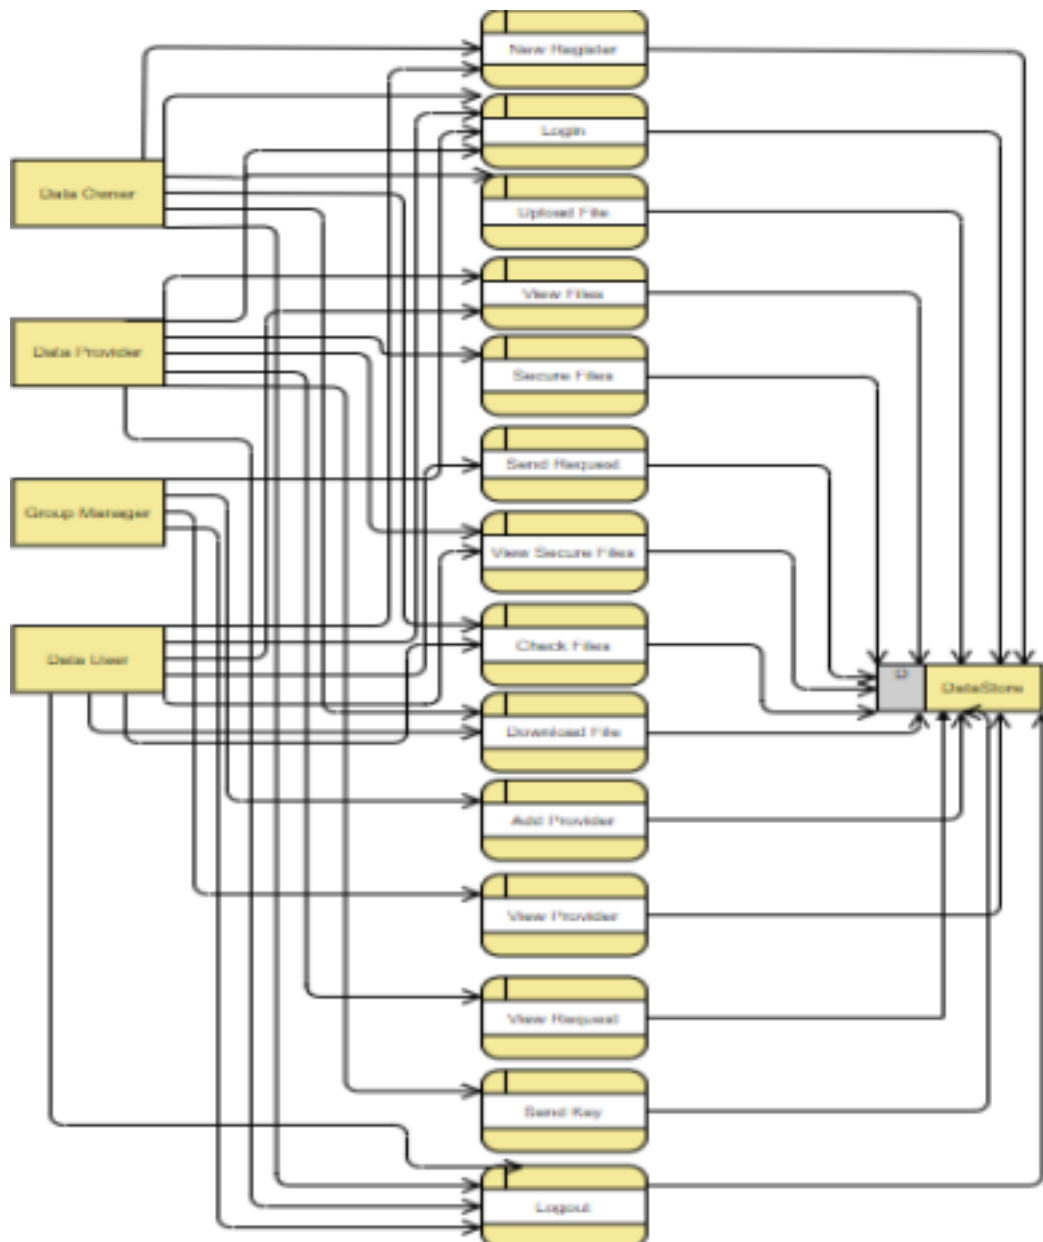 New Register
Login
Data Owner
Upload File
View Files
Data Provider
Secure Files
Send Request
Group Manager
View Secure Files
Check Files
Data User
D
DataStore
Download File
Add Provider
View Provider
View Request
Send Key
Logout